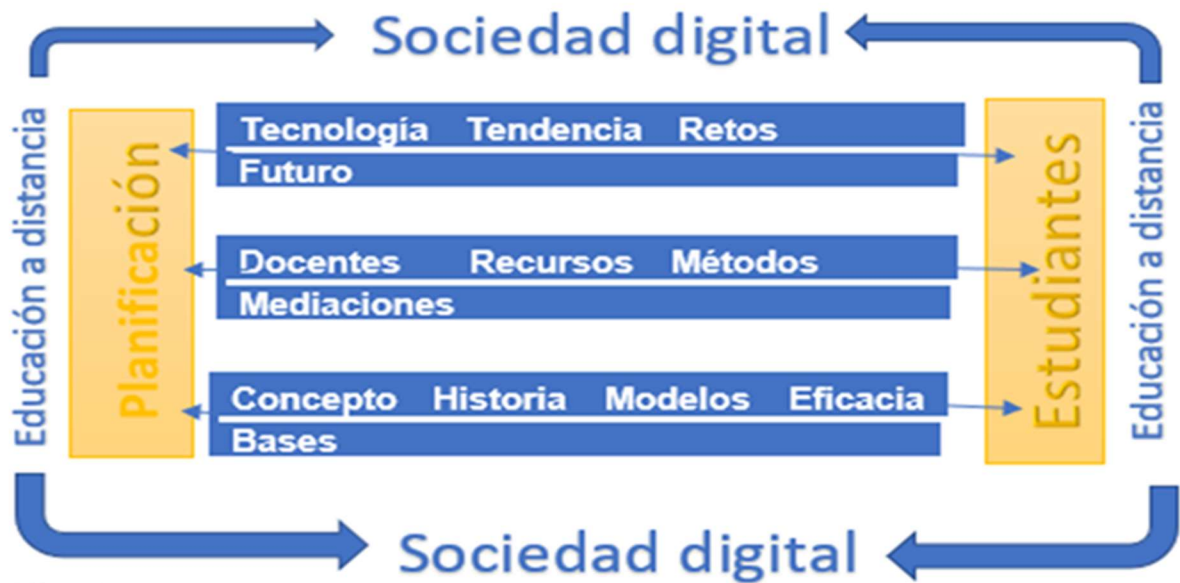 Sociedad digital
Educación a distancia
Planificación
Tecnología Tendencia Retos
Futuro
Docentes Recursos Métodos
Mediaciones
Concepto Historia Modelos Eficacia
Bases
Estudiantes
Educación a distancia
Sociedad digital